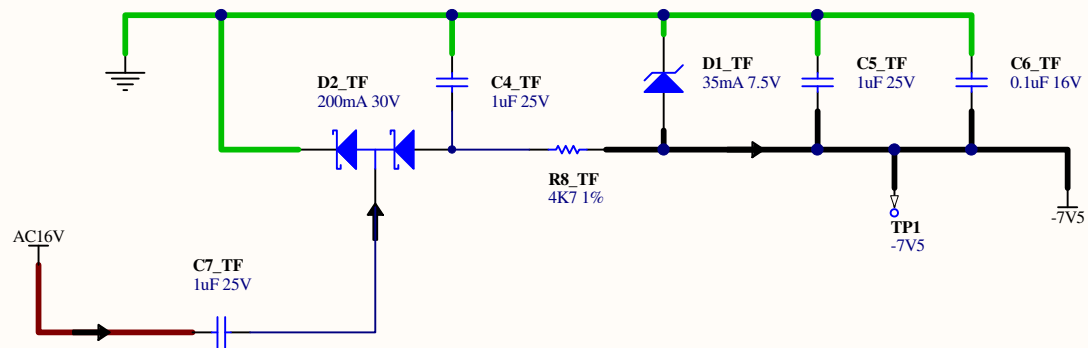 D2_TF
200mA 30V
C4_TF
1uF 25V
D1_TF
35mA 7.5V
C5_TF
1uF 25V
C6_TF
0.1uF 16V
R8_TF
4K7 1%
TP1
-7V5
-7V5
AC16V
C7_TF
1uF 25V